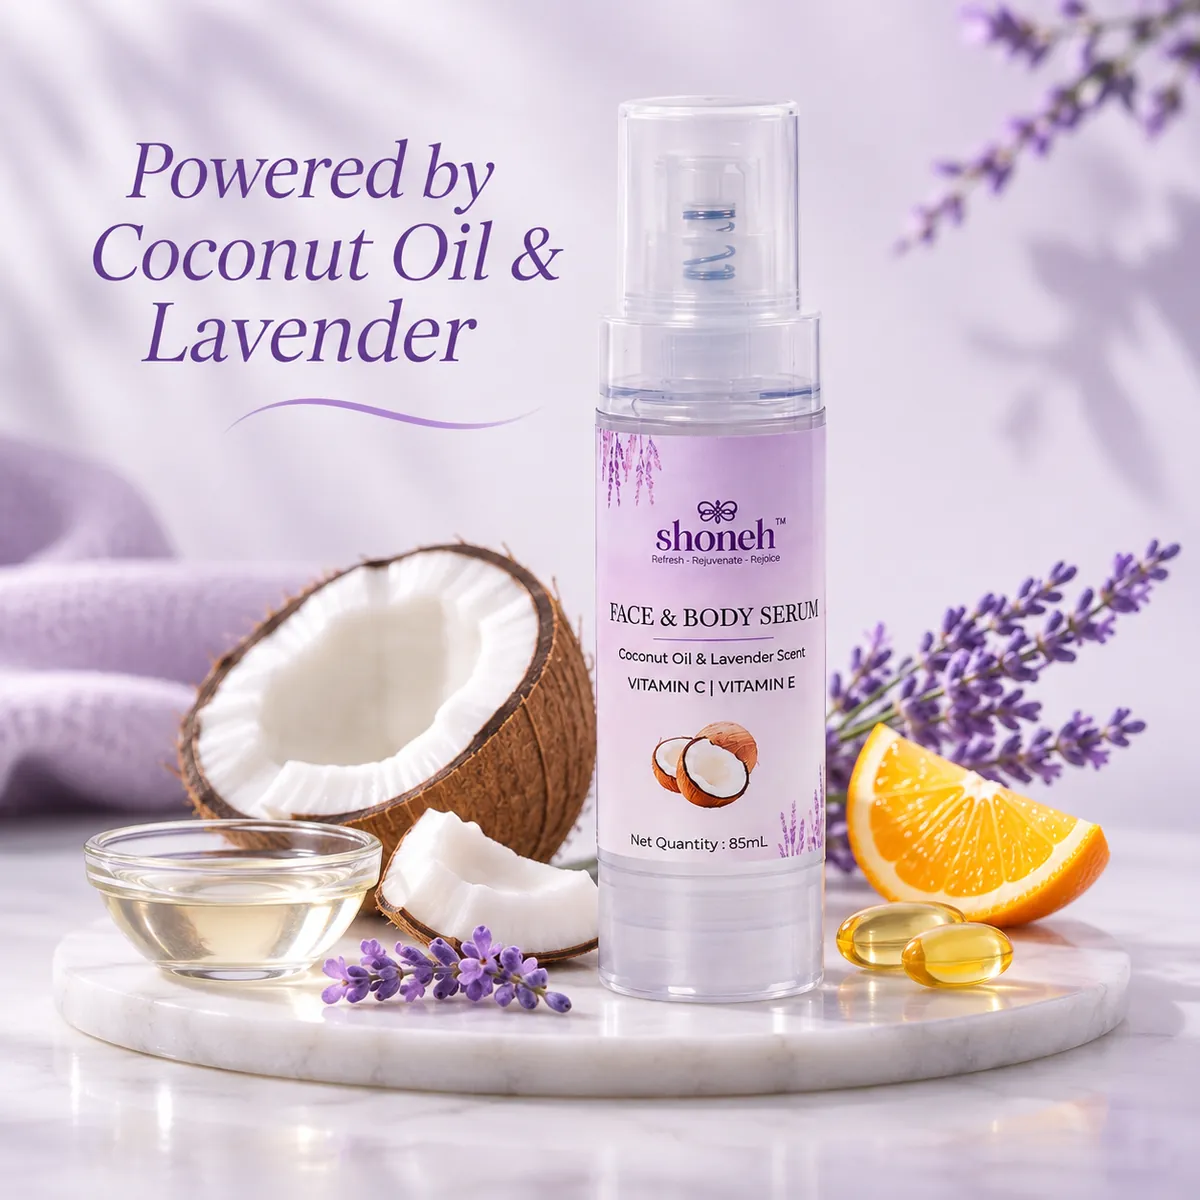 Powered by
Coconut Oil &
Lavender
shoneh™
Refresh - Rejuvenate - Rejoice
FACE & BODY SERUM
Coconut Oil & Lavender Scent
VITAMIN C | VITAMIN E
Net Quantity : 85mL